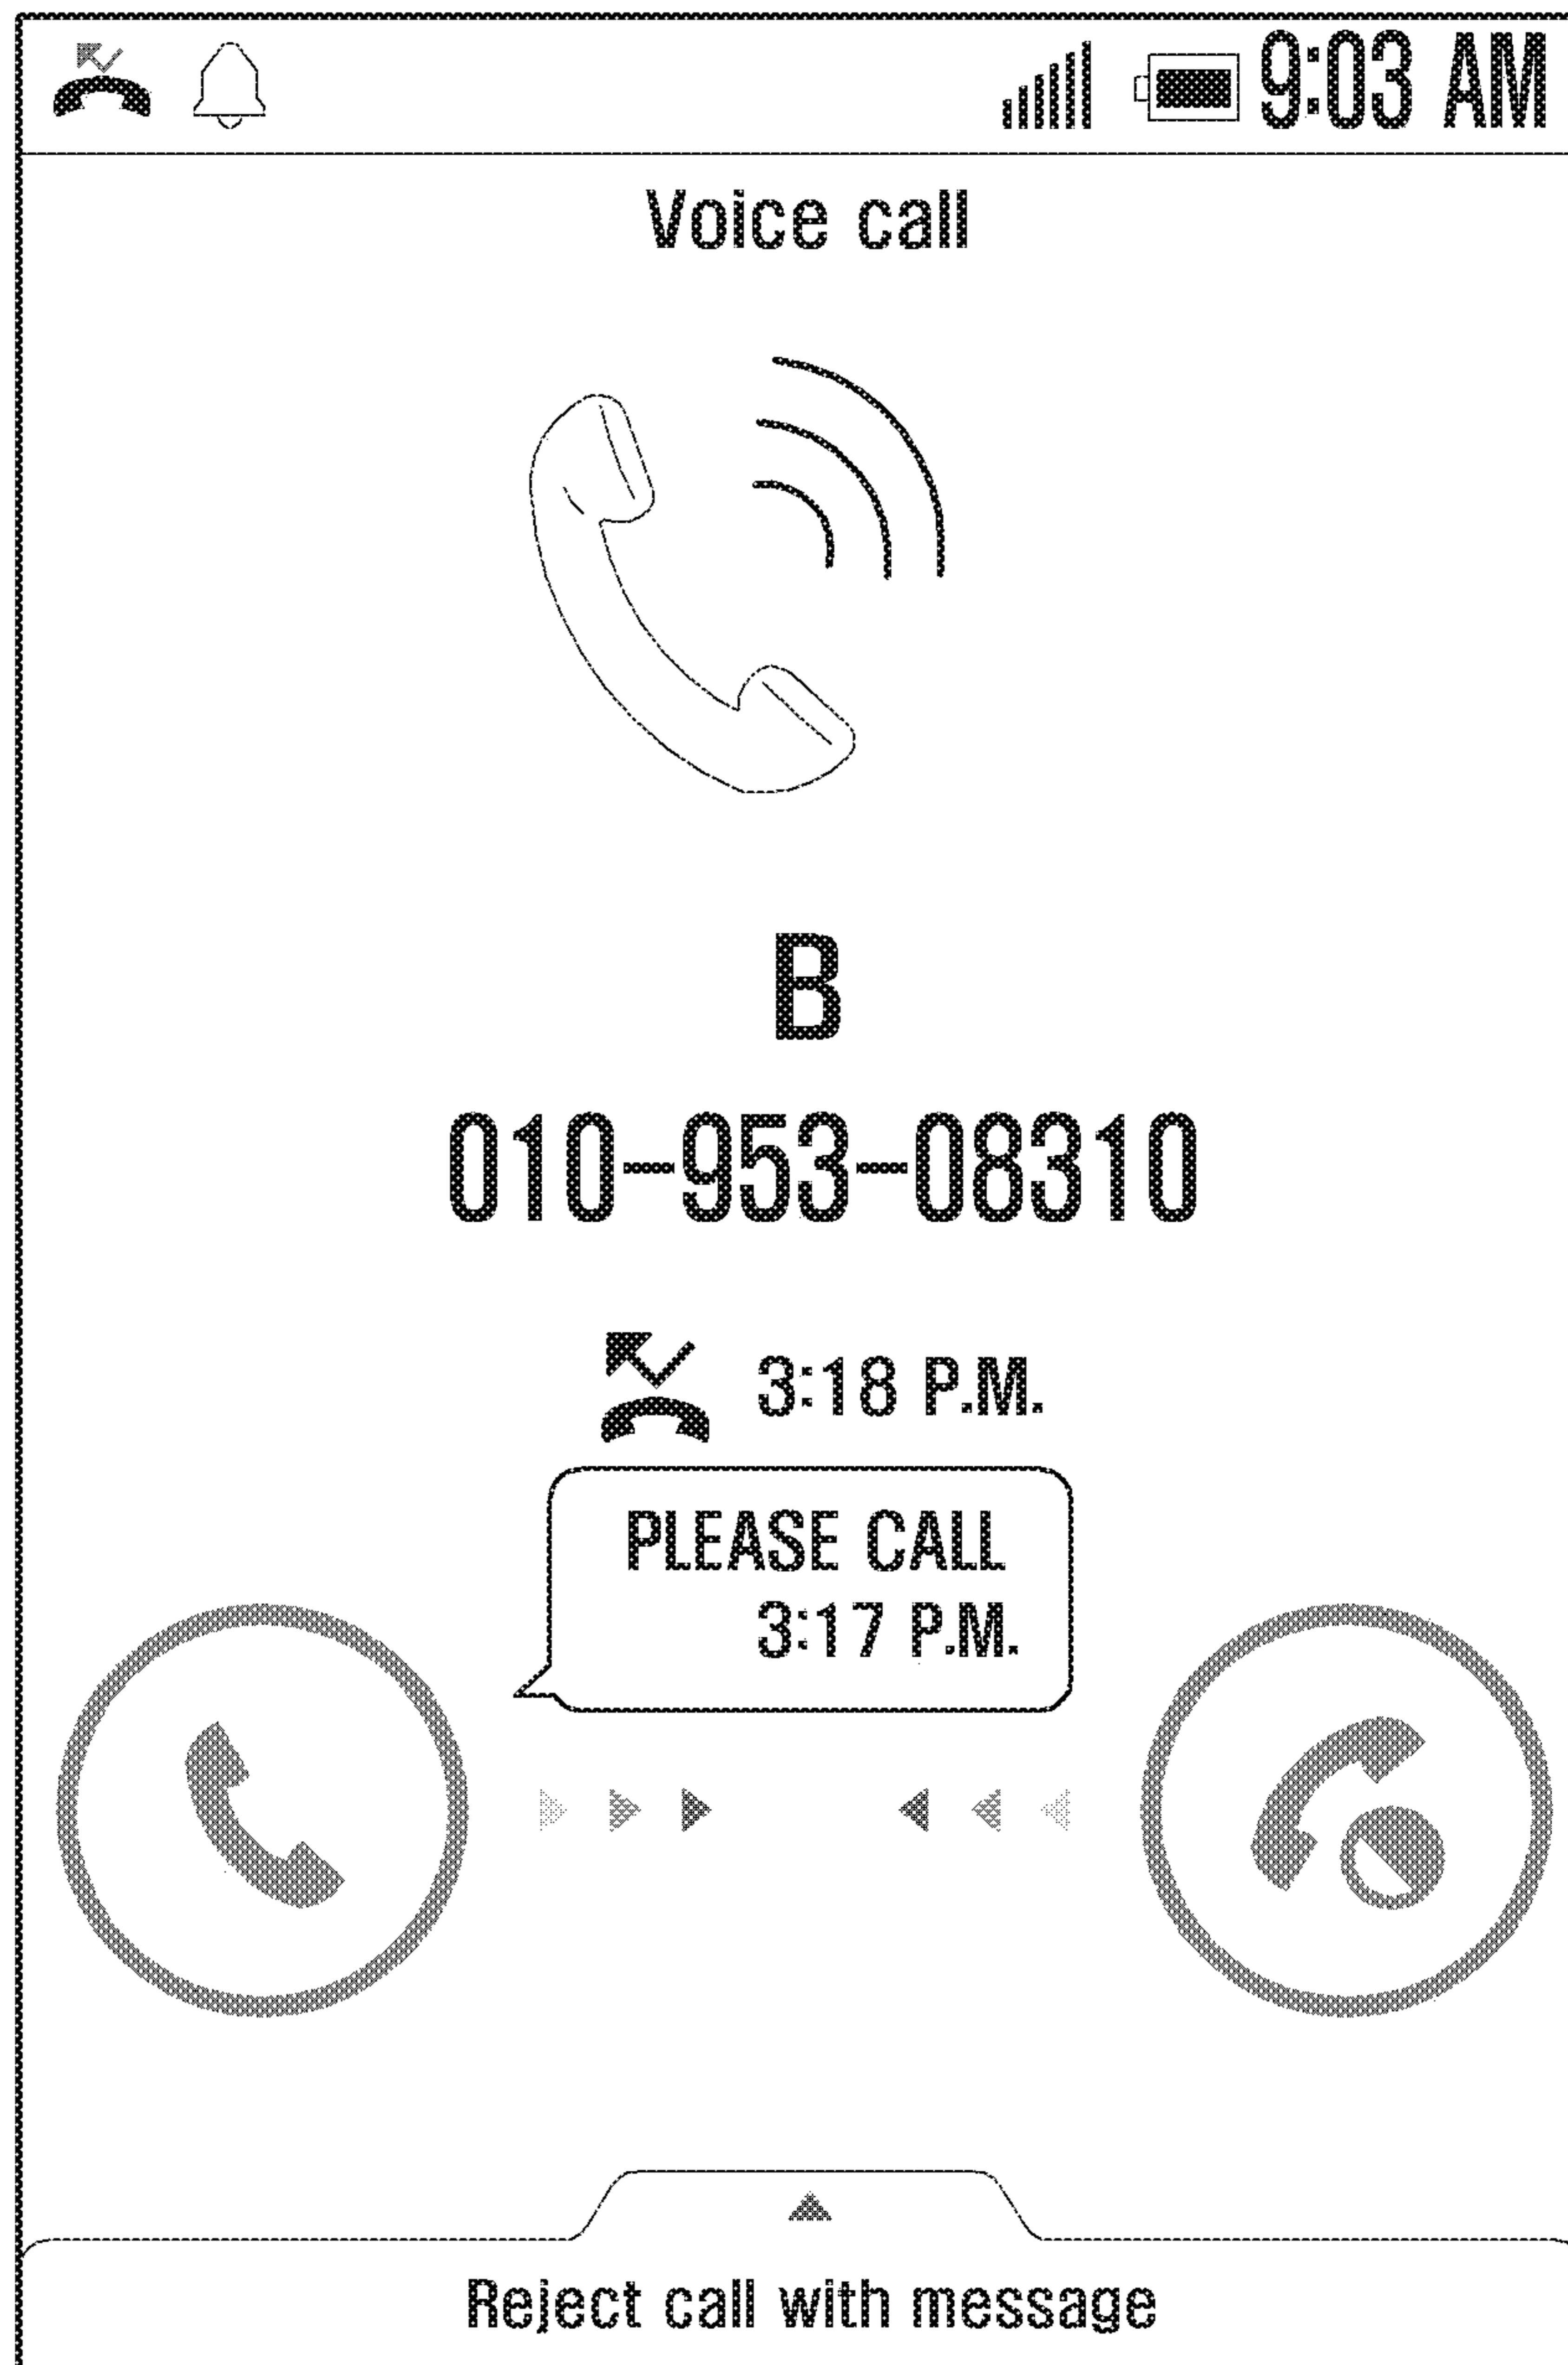 9:03 AM
Voice call
B
010-953-08310
3:18 P.M.
PLEASE CALL
3:17 P.M.
Reject call with message